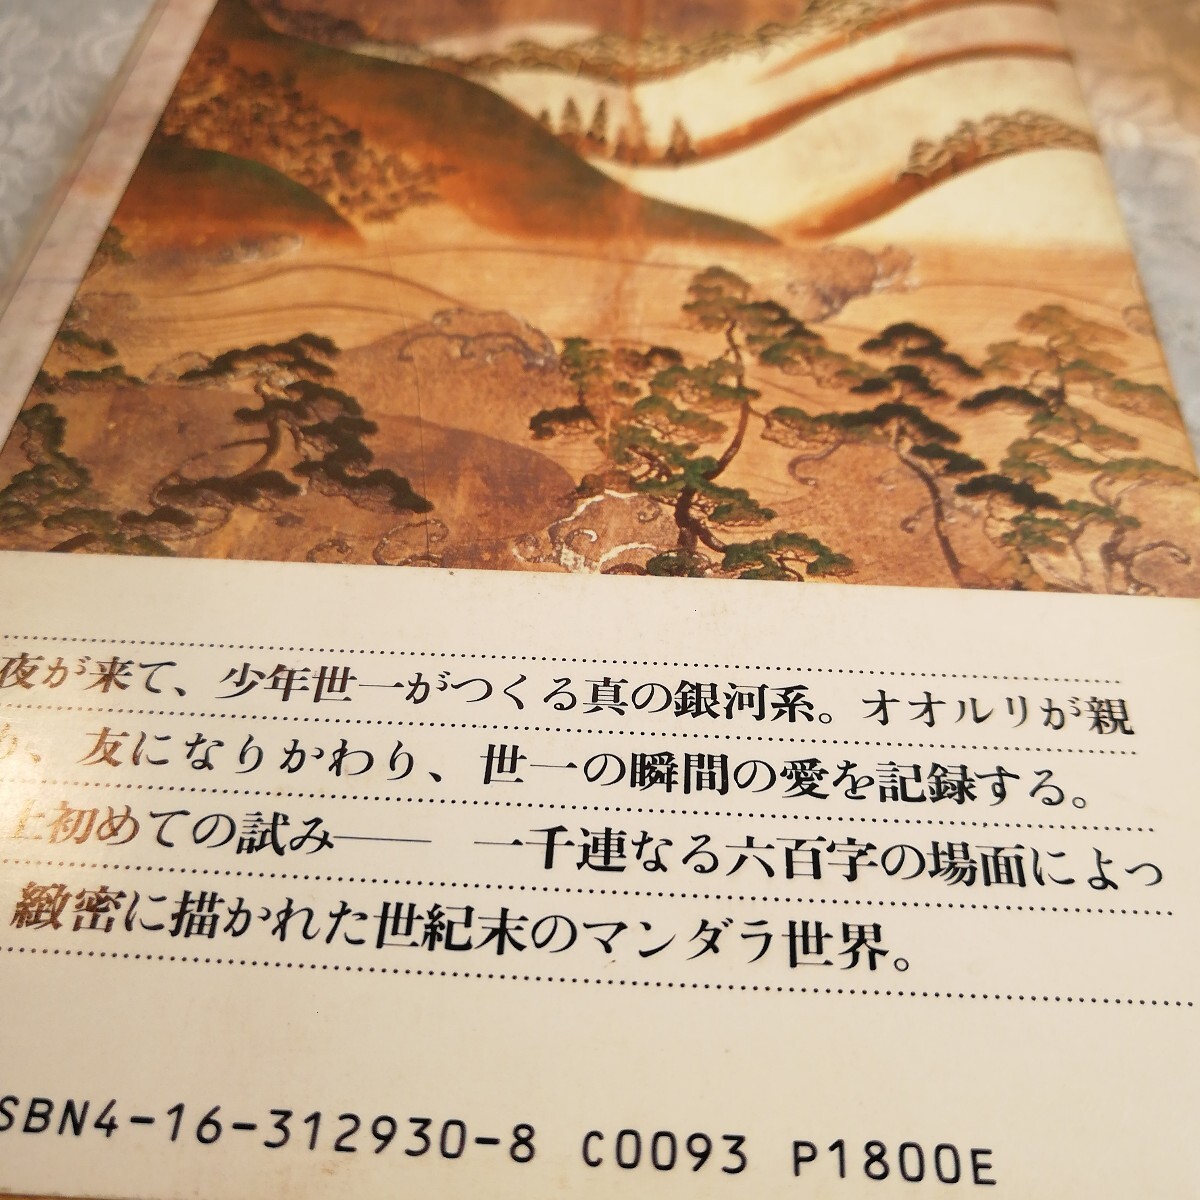 夜が来て、少年世一がつくる真の銀河系。オオルリが親
、友になりかわり、世一の瞬間の愛を記録する。
上初めての試み―― 一千連なる六百字の場面によっ
緻密に描かれた世紀末のマンダラ世界。
SBN4-16-312930-8 C0093 P1800E